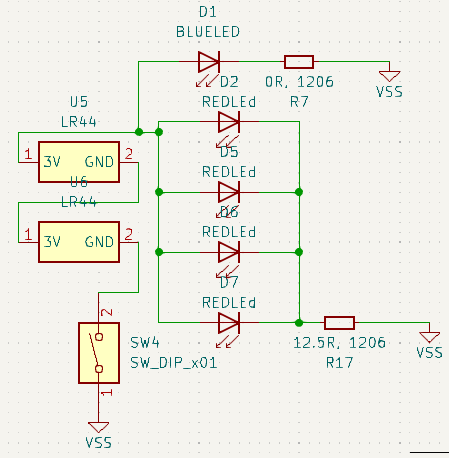 D1
BLUELED
D2
0R, 1206
VSS
REDLEd
R7
U5
LR44
1
3V
GND
2
D5
REDLEd
U6
LR44
D6
REDLEd
1
3V
GND
2
D7
REDLEd
2
SW4
12.5R, 1206
VSS
SW_DIP_x01
R17
1
VSS